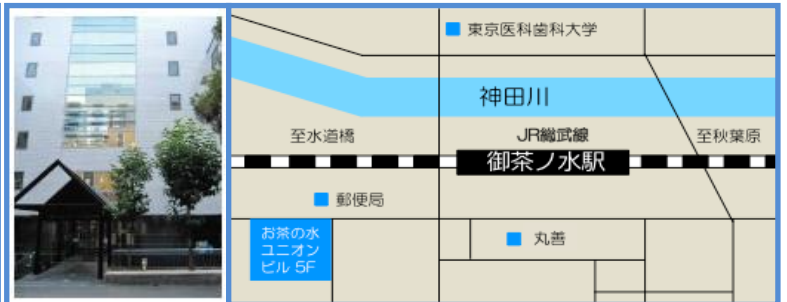 東京医科歯科大学
神田川
至水道橋
JR総武線
至秋葉原
御茶ノ水駅
郵便局
お茶の水
ユニオン
ビル 5F
丸善